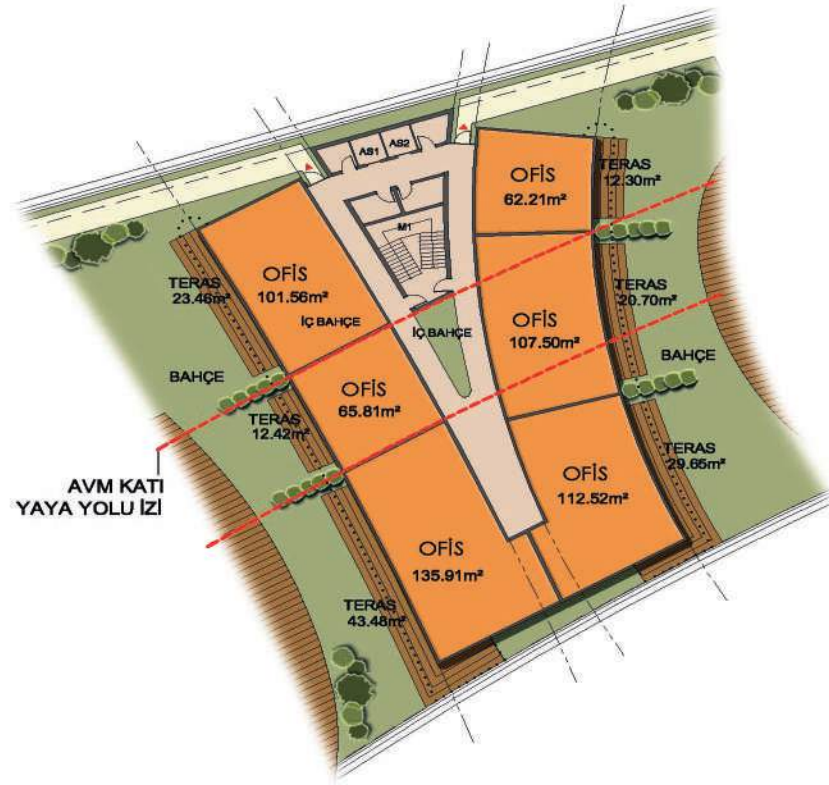 AS1
AS2
OFİS
62.21m²
TERAS
12.30m²
M1
OFİS
101.56m²
İÇ BAHÇE
TERAS
23.46m²
İÇ BAHÇE
OFİS
107.50m²
TERAS
20.70m²
BAHÇE
BAHÇE
OFİS
65.81m²
TERAS
12.42m²
AVM KATI
YAYA YOLU İZİ
OFİS
112.52m²
TERAS
29.65m²
OFİS
135.91m²
TERAS
43.48m²